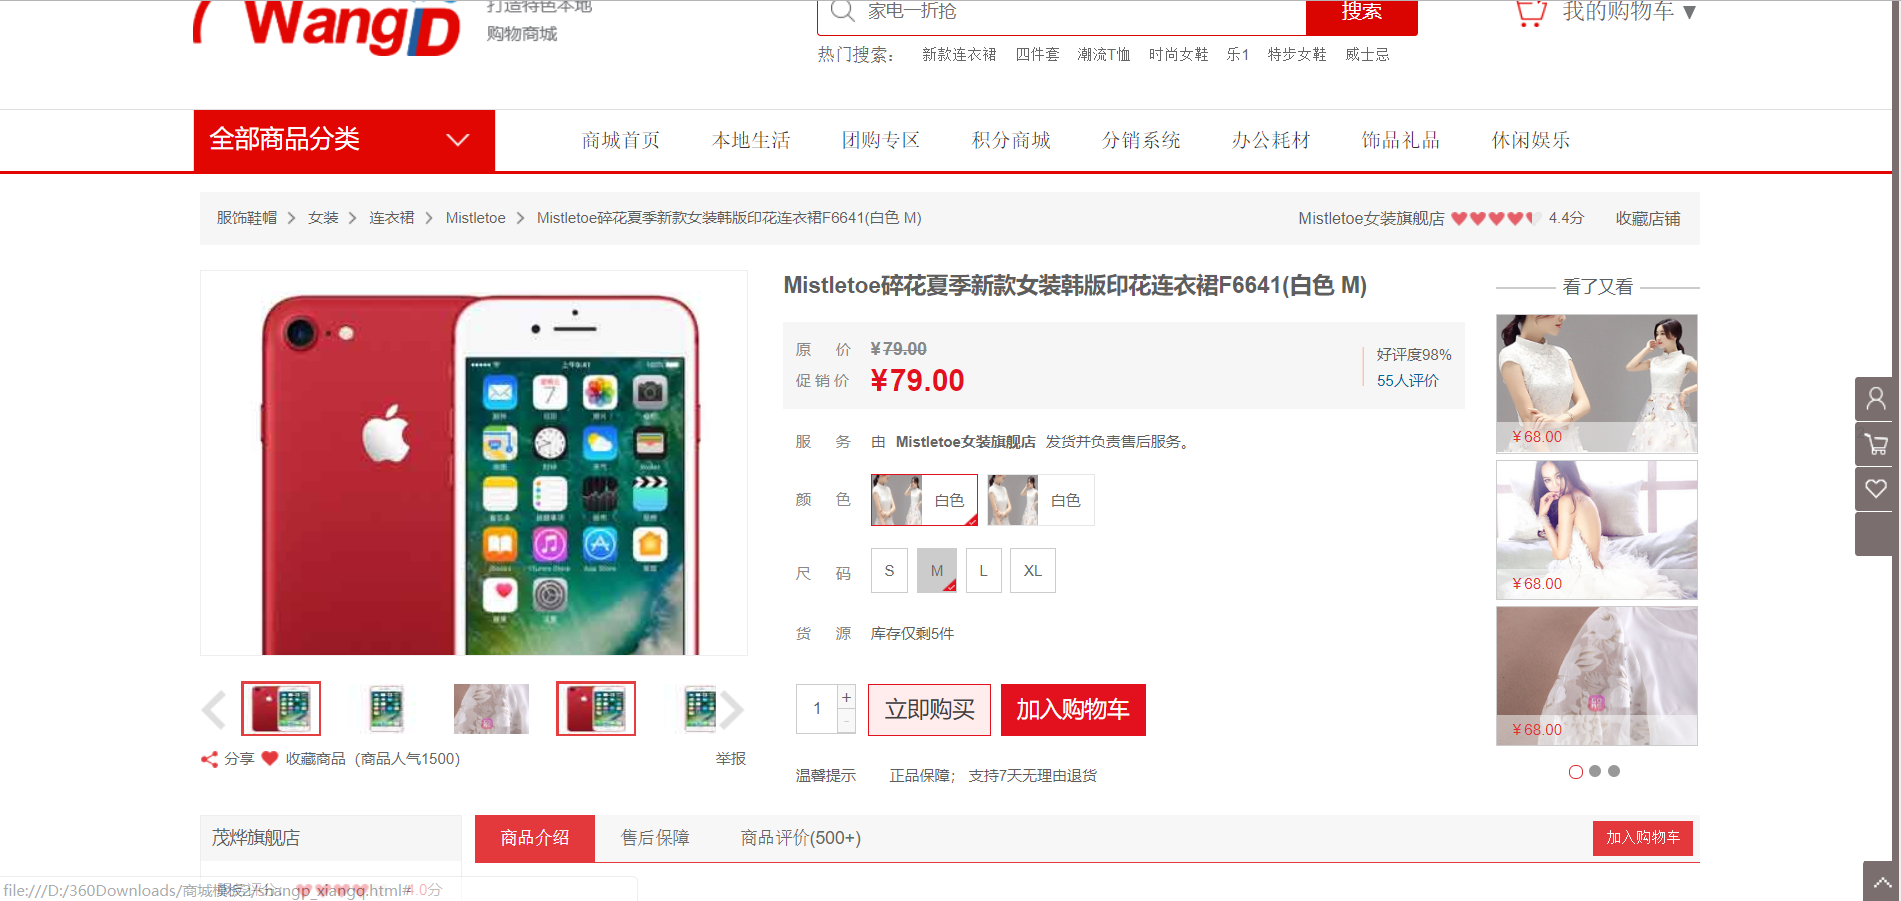 WangD
打造特色本地
购物商城
家电一折抢
搜索
我的购物车 ▼
热门搜索: 新款连衣裙 四件套 潮流T恤 时尚女鞋 乐1 特步女鞋 威士忌
全部商品分类
商城首页 本地生活 团购专区 积分商城 分销系统 办公耗材 饰品礼品 休闲娱乐
服饰鞋帽 > 女装 > 连衣裙 > Mistletoe > Mistletoe碎花夏季新款女装韩版印花连衣裙F6641(白色 M)
Mistletoe女装旗舰店 4.4分 收藏店铺
Mistletoe碎花夏季新款女装韩版印花连衣裙F6641(白色 M)
原 价 ¥79.00
促销价 ¥79.00
好评度98%
55人评价
服 务 由 Mistletoe女装旗舰店 发货并负责售后服务。
颜 色 白色 白色
尺 码 S M L XL
货 源 库存仅剩5件
1 + - 立即购买 加入购物车
温馨提示 正品保障; 支持7天无理由退货
看了又看
¥68.00
¥68.00
¥68.00
分享 收藏商品 (商品人气1500) 举报
茂烨旗舰店
商品介绍 售后保障 商品评价(500+) 加入购物车
file:///D:/360Downloads/商城模板2/shangp_xiangq.html#
4.0分